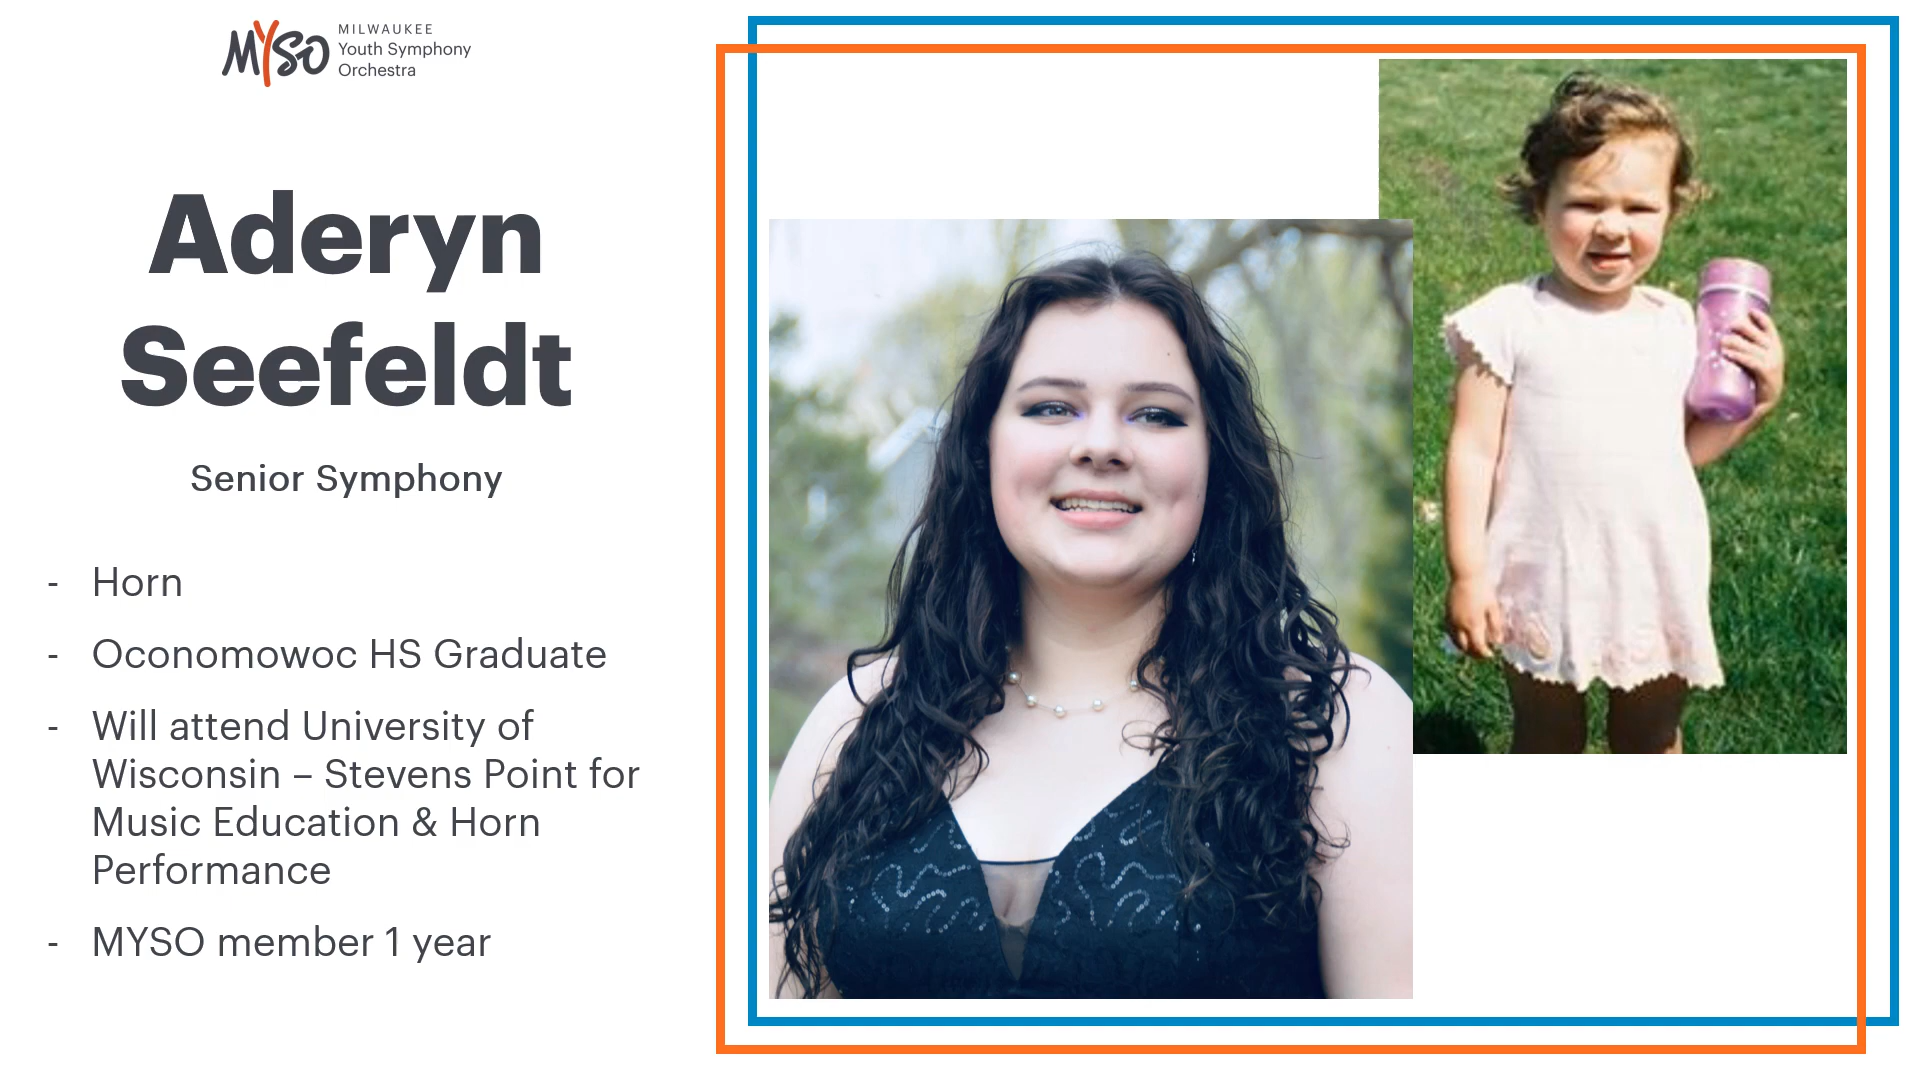 MYSO
MILWAUKEE
Youth Symphony
Orchestra
Aderyn
Seefeldt
Senior Symphony
- Horn
- Oconomowoc HS Graduate
- Will attend University of
Wisconsin – Stevens Point for
Music Education & Horn
Performance
- MYSO member 1 year